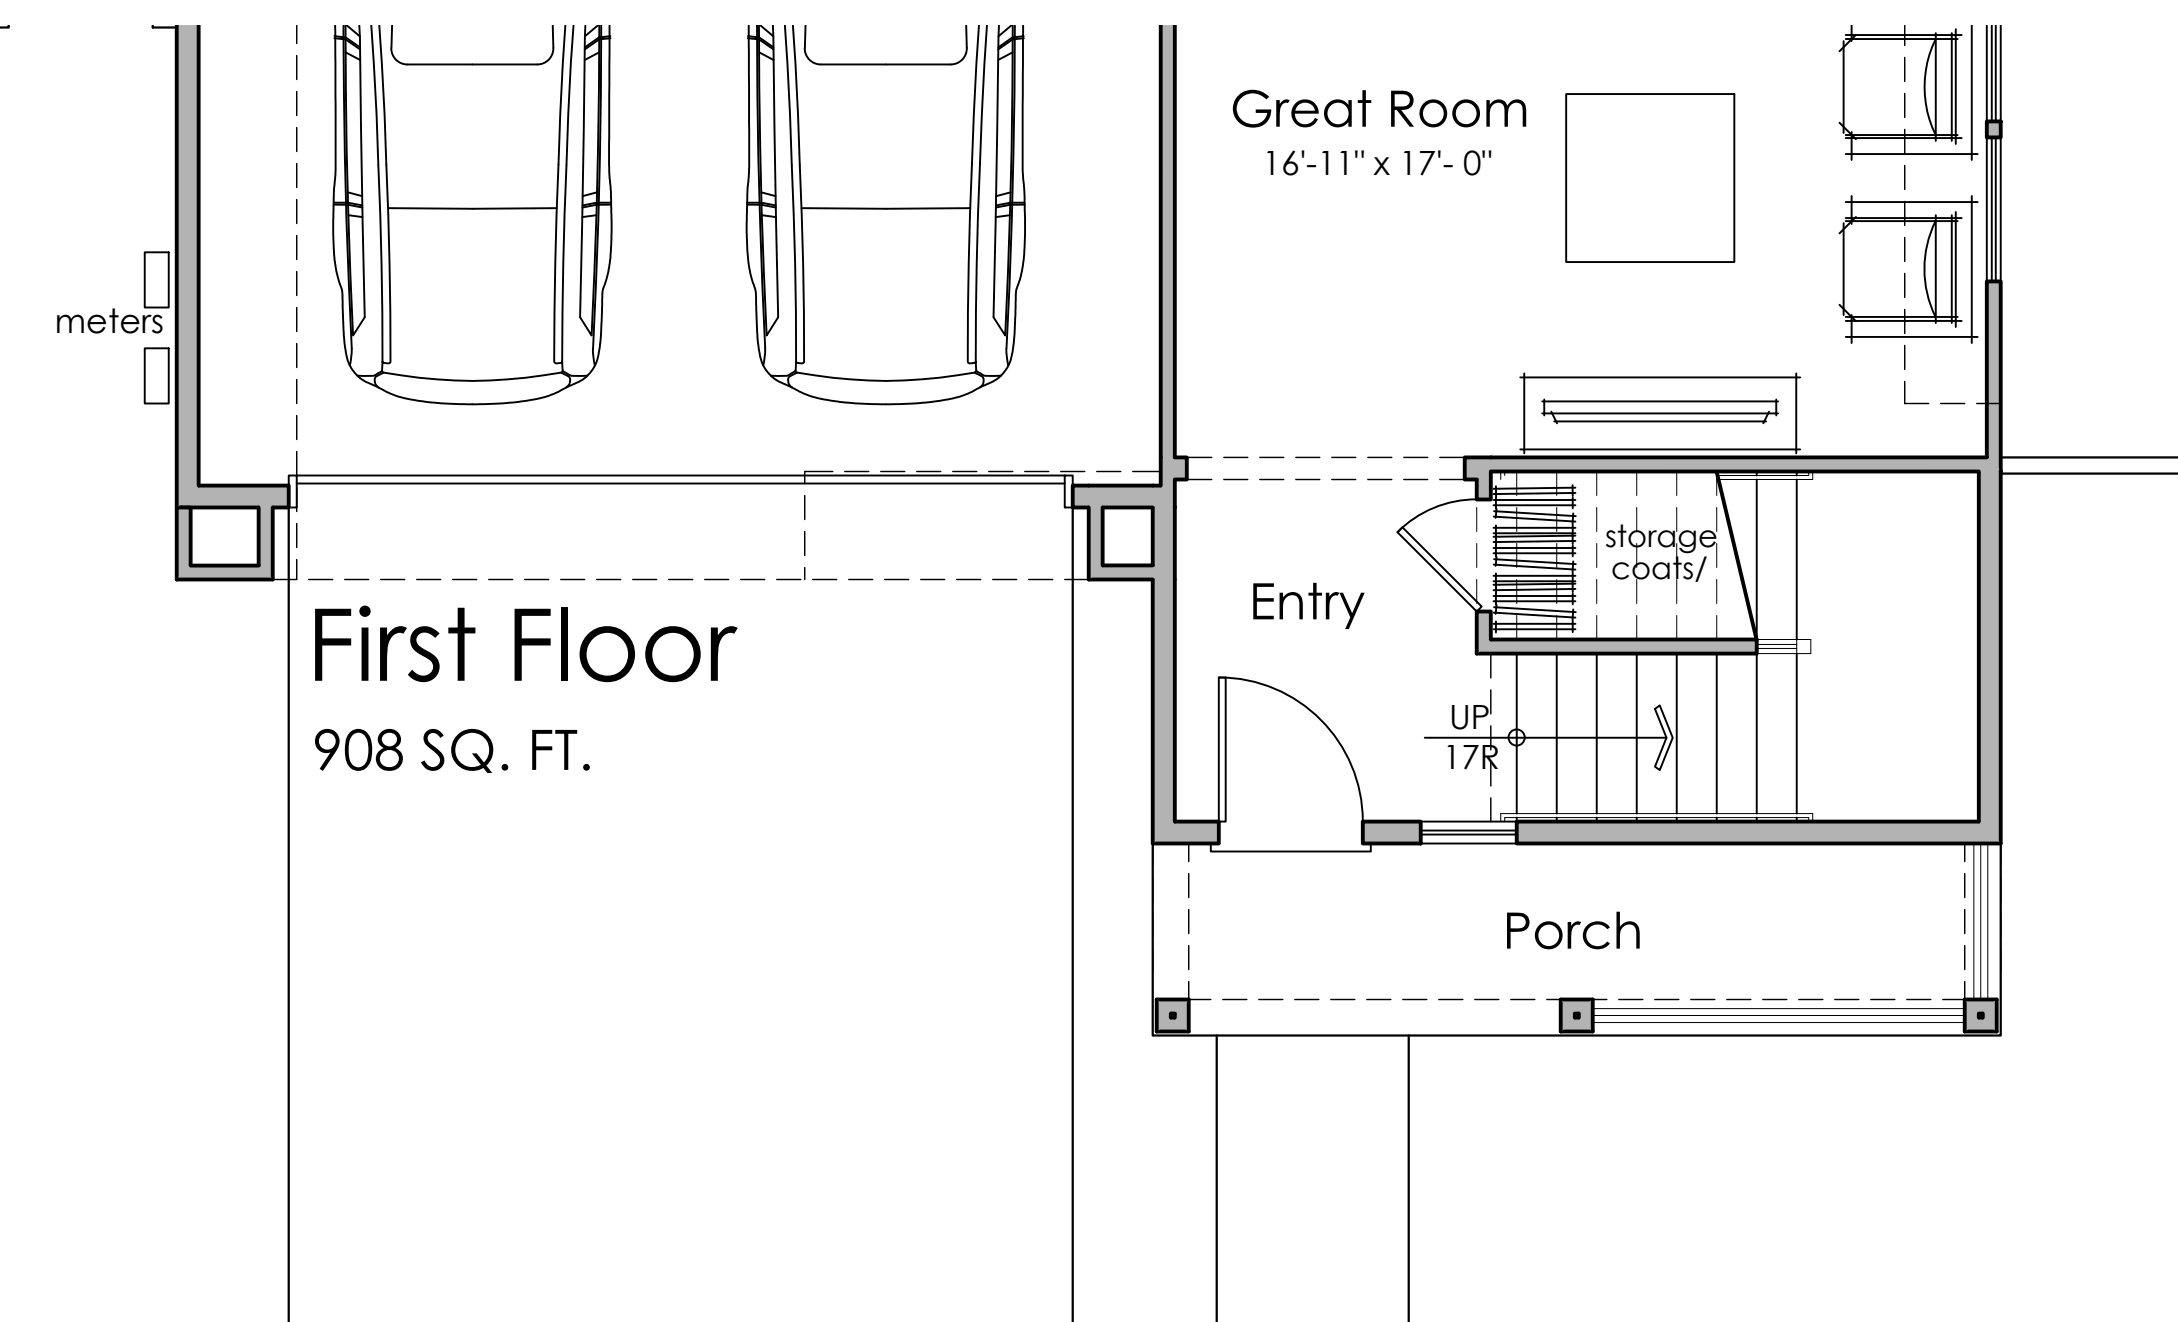 Great Room
16'-11" x 17'- 0"
meters
storage
coats/
Entry
First Floor
908 SQ. FT.
UP
17R
Porch